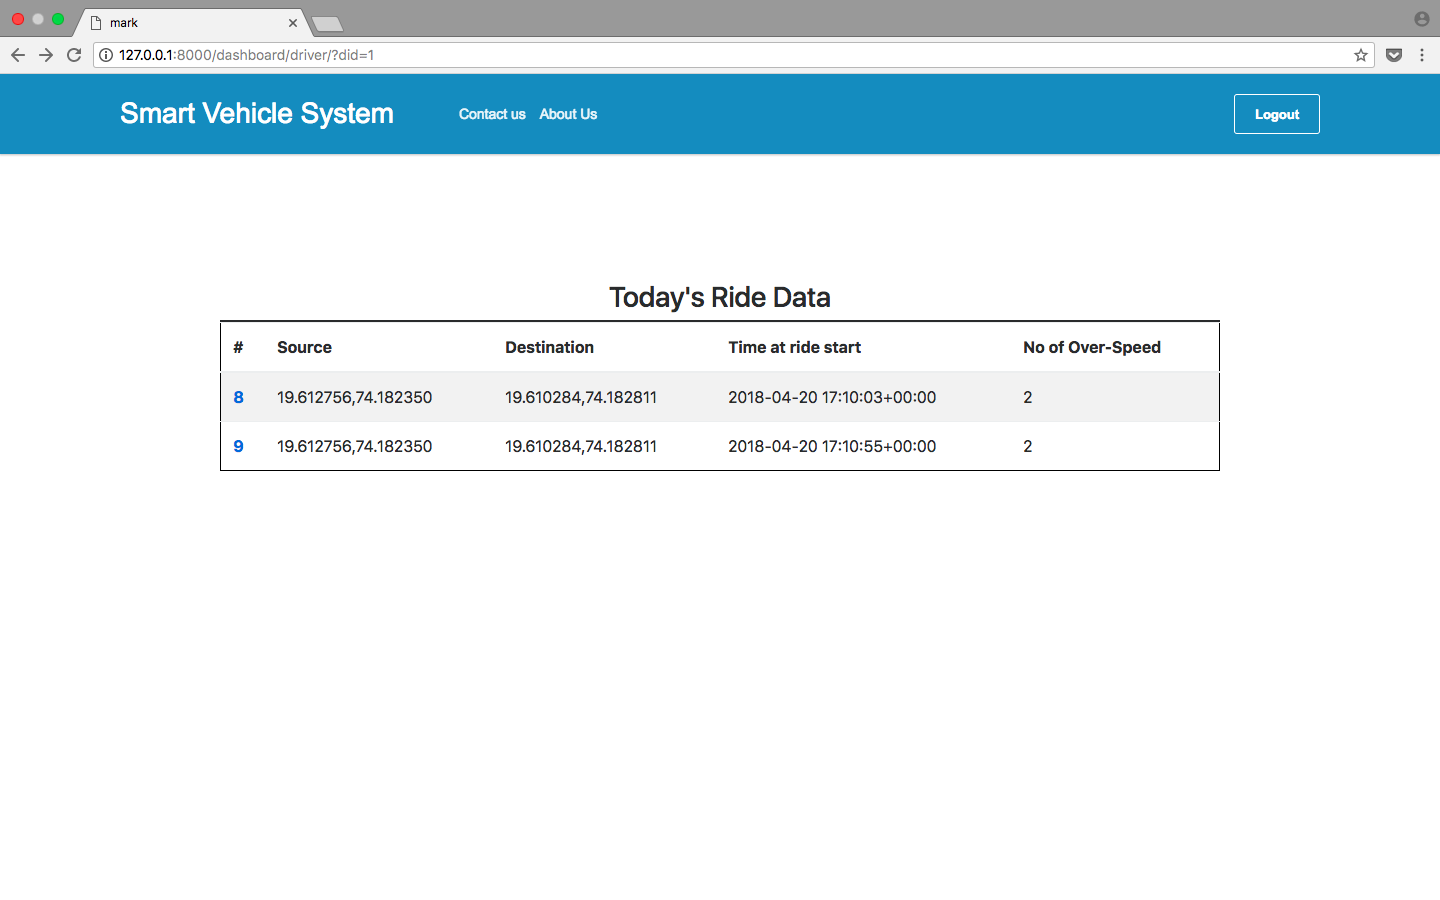 mark
127.0.0.1:8000/dashboard/driver/?did=1
Smart Vehicle System
Contact us About Us
Logout
Today's Ride Data
# Source Destination Time at ride start No of Over-Speed
8 19.612756,74.182350 19.610284,74.182811 2018-04-20 17:10:03+00:00 2
9 19.612756,74.182350 19.610284,74.182811 2018-04-20 17:10:55+00:00 2